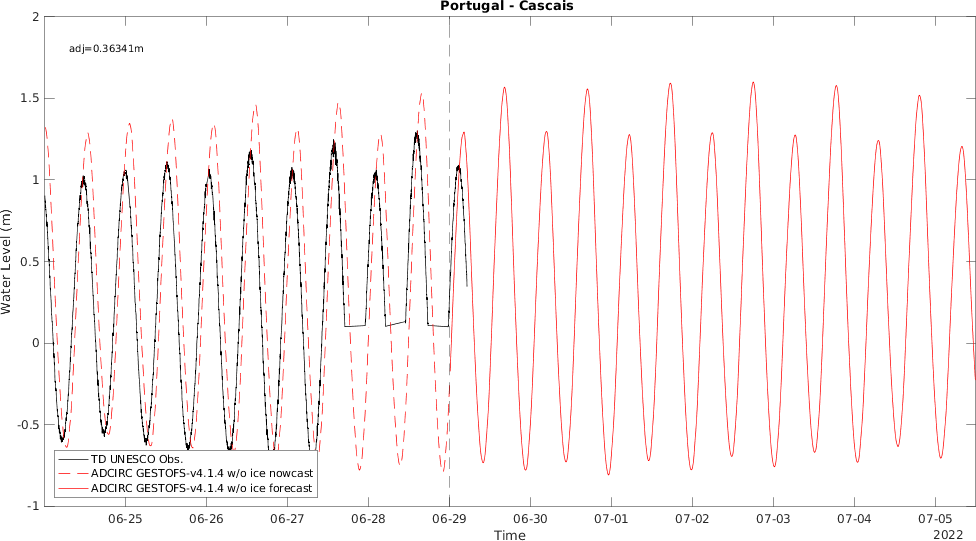 Portugal - Cascais
adj=0.36341m
2
1.5
1
0.5
0
-0.5
-1
Water Level (m)
TD UNESCO Obs.
ADCIRC GESTOFS-v4.1.4 w/o ice nowcast
ADCIRC GESTOFS-v4.1.4 w/o ice forecast
06-25 06-26 06-27 06-28 06-29 06-30 07-01 07-02 07-03 07-04 07-05
Time
2022